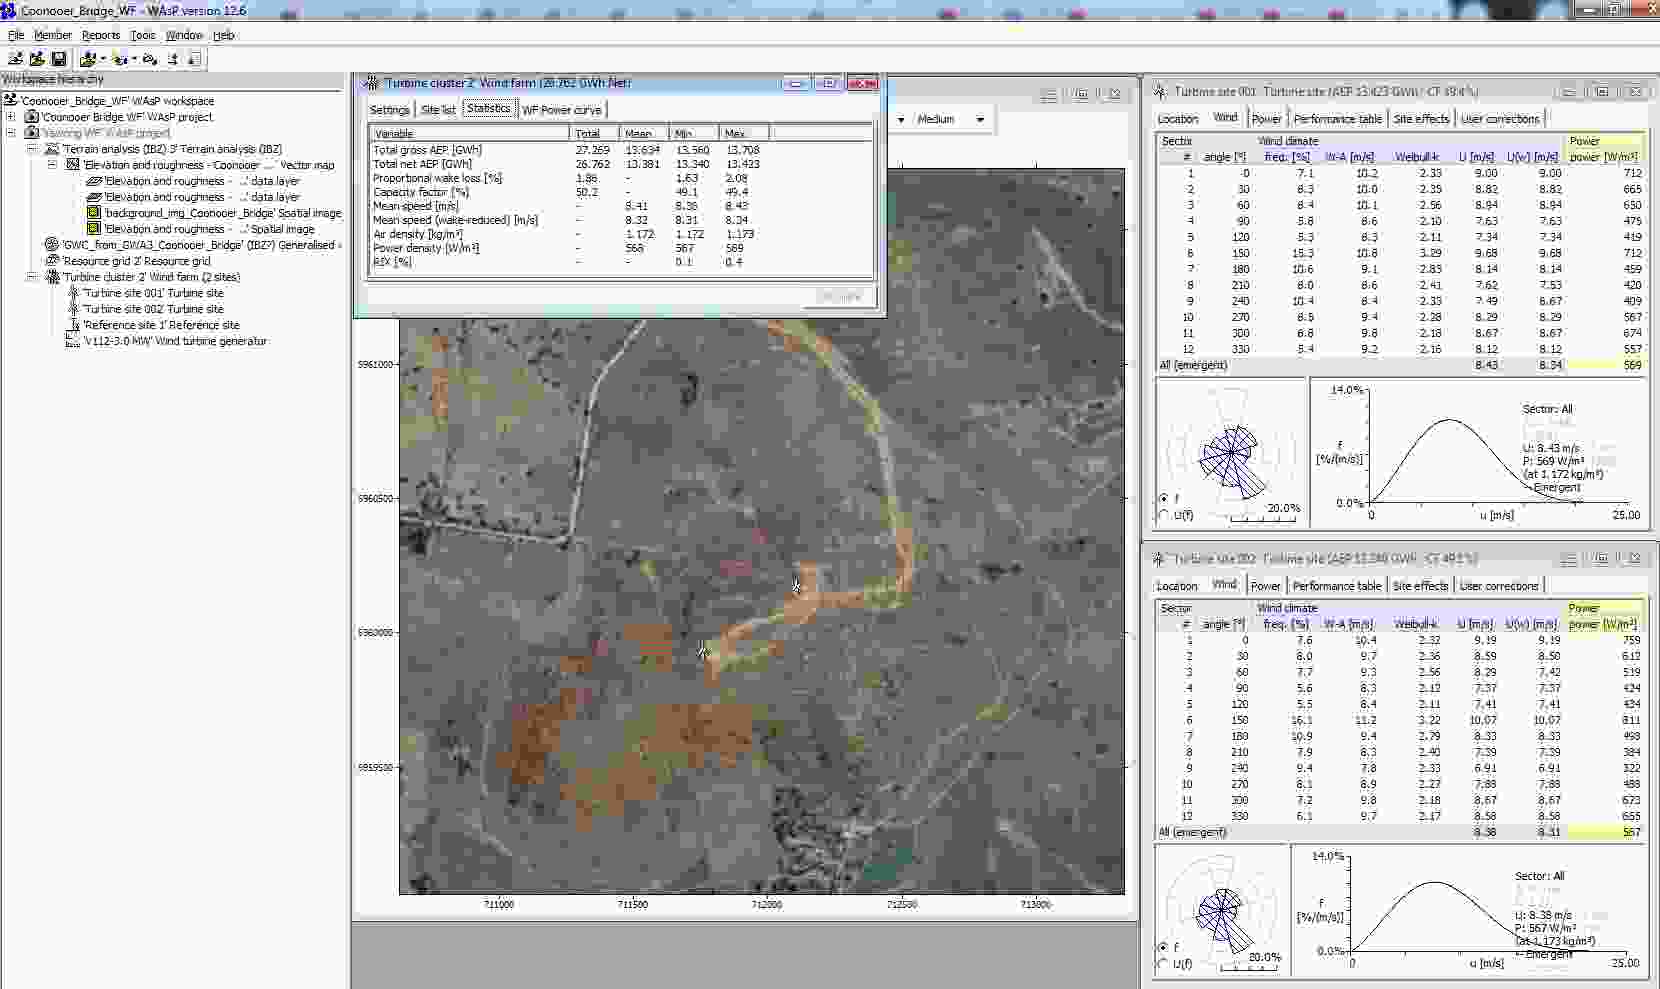 Coonooer_Bridge_WF - WAsP version 12.6
File Member Reports Tools Window Help
Workspace hierarchy
'Coonooer_Bridge_WF' WAsP workspace
'Coonooer Bridge WF' WAsP project
'Yawong WF' WAsP project
'Terrain analysis (IBZ) 3' Terrain analysis (IBZ)
'Elevation and roughness - Coonooer ...' Vector map
'Elevation and roughness - ...' data layer
'Elevation and roughness - ...' data layer
'background_img_Coonooer_Bridge' Spatial image
'Elevation and roughness - ...' Spatial image
'GWC_from_GWA3_Coonooer_Bridge' (IBZ?) Generalised
'Resource grid 2' Resource grid
'Turbine cluster 2' Wind farm (2 sites)
'Turbine site 001' Turbine site
'Turbine site 002' Turbine site
'Reference site 1' Reference site
'V112-3.0 MW' Wind turbine generator
'Turbine cluster 2' Wind farm (26.762 GWh Net)
Settings Site list Statistics WF Power curve
Variable Total Mean Min Max
Total gross AEP [GWh] 27.269 13.634 13.560 13.708
Total net AEP [GWh] 26.762 13.381 13.340 13.423
Proportional wake loss [%] 1.86 - 1.63 2.08
Capacity factor [%] 50.2 - 49.1 49.4
Mean speed [m/s] - 8.41 8.38 8.43
Mean speed (wake-reduced) [m/s] - 8.32 8.31 8.34
Air density [kg/m³] - 1.172 1.172 1.173
Power density [W/m²] - 568 567 569
RIX [%] - - 0.1 0.4
Medium
5961000
5960500
5960000
5959500
711000 711500 712000 712500 713000
'Turbine site 001' Turbine site (AEP 13.423 GWh CF 49.4%)
Location Wind Power Performance table Site effects User corrections
Sector Wind climate Power
# angle [°] freq. [%] W-A [m/s] Weibull-k U [m/s] U(w) [m/s] power [W/m²]
1 0 7.1 10.2 2.33 9.00 9.00 712
2 30 8.3 10.0 2.35 8.82 8.82 665
3 60 8.4 10.1 2.56 8.94 8.94 650
4 90 5.8 8.6 2.10 7.63 7.63 475
5 120 5.3 8.3 2.11 7.34 7.34 419
6 150 15.3 10.8 3.29 9.68 9.68 712
7 180 10.6 9.1 2.83 8.14 8.14 459
8 210 8.0 8.6 2.41 7.62 7.53 420
9 240 10.4 8.4 2.33 7.49 6.67 409
10 270 8.5 9.4 2.28 8.29 8.29 567
11 300 6.8 9.8 2.18 8.67 8.67 674
12 330 5.4 9.2 2.16 8.12 8.12 557
All (emergent) 8.43 8.34 569
14.0%
f
[%/(m/s)]
0.0%
0 u [m/s] 25.00
Sector: All
U: 8.43 m/s
P: 569 W/m²
(at 1.172 kg/m³)
Emergent
f
U(f)
20.0%
'Turbine site 002' Turbine site (AEP 13.340 GWh CF 49.1%)
Location Wind Power Performance table Site effects User corrections
Sector Wind climate Power
# angle [°] freq. [%] W-A [m/s] Weibull-k U [m/s] U(w) [m/s] power [W/m²]
1 0 7.6 10.4 2.32 9.19 9.19 759
2 30 8.0 9.7 2.36 8.59 8.50 612
3 60 7.7 9.3 2.56 8.29 7.42 519
4 90 5.6 8.3 2.12 7.37 7.37 424
5 120 5.5 8.4 2.11 7.41 7.41 434
6 150 16.1 11.2 3.22 10.07 10.07 811
7 180 10.9 9.4 2.79 8.33 8.33 498
8 210 7.9 8.3 2.40 7.39 7.39 384
9 240 9.4 7.8 2.33 6.91 6.91 322
10 270 8.1 8.9 2.27 7.88 7.88 488
11 300 7.2 9.8 2.18 8.67 8.67 673
12 330 6.1 9.7 2.17 8.58 8.58 655
All (emergent) 8.38 8.31 567
14.0%
f
[%/(m/s)]
0.0%
0 u [m/s] 25.00
Sector: All
U: 8.38 m/s
P: 567 W/m²
(at 1.173 kg/m³)
Emergent
f
U(f)
20.0%